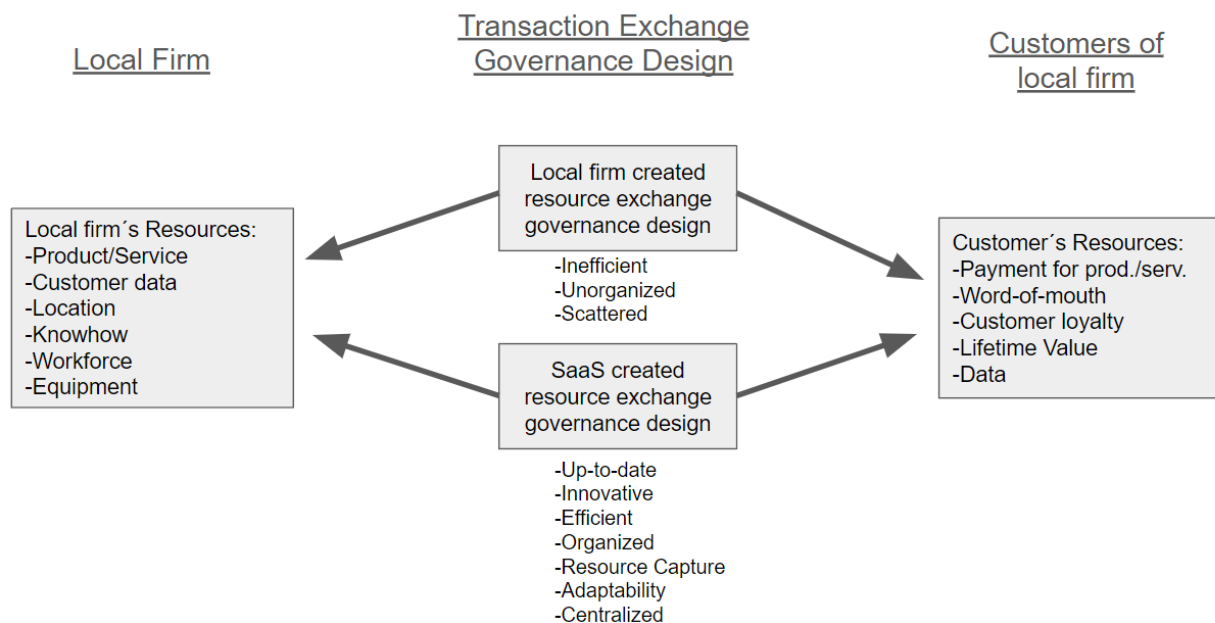 Local Firm
Transaction Exchange
Governance Design
Customers of
local firm
Local firm created
resource exchange
governance design
-Inefficient
-Unorganized
-Scattered
Local firm´s Resources:
-Product/Service
-Customer data
-Location
-Knowhow
-Workforce
-Equipment
Customer´s Resources:
-Payment for prod./serv.
-Word-of-mouth
-Customer loyalty
-Lifetime Value
-Data
SaaS created
resource exchange
governance design
-Up-to-date
-Innovative
-Efficient
-Organized
-Resource Capture
-Adaptability
-Centralized